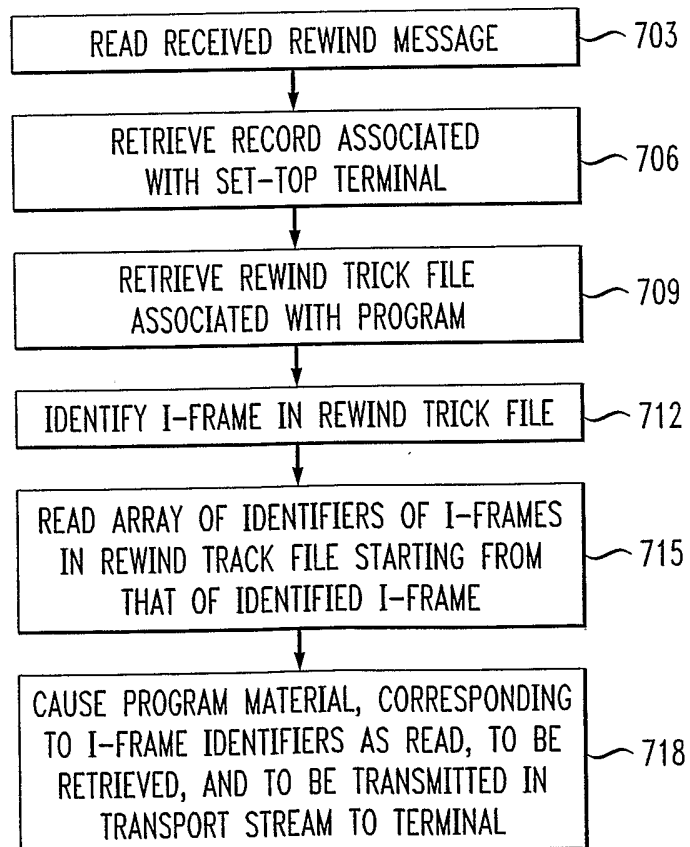 READ RECEIVED REWIND MESSAGE
703
RETRIEVE RECORD ASSOCIATED
WITH SET-TOP TERMINAL
706
RETRIEVE REWIND TRICK FILE
ASSOCIATED WITH PROGRAM
709
IDENTIFY I-FRAME IN REWIND TRICK FILE
712
READ ARRAY OF IDENTIFIERS OF I-FRAMES
IN REWIND TRACK FILE STARTING FROM
THAT OF IDENTIFIED I-FRAME
715
CAUSE PROGRAM MATERIAL, CORRESPONDING
TO I-FRAME IDENTIFIERS AS READ, TO BE
RETRIEVED, AND TO BE TRANSMITTED IN
TRANSPORT STREAM TO TERMINAL
718